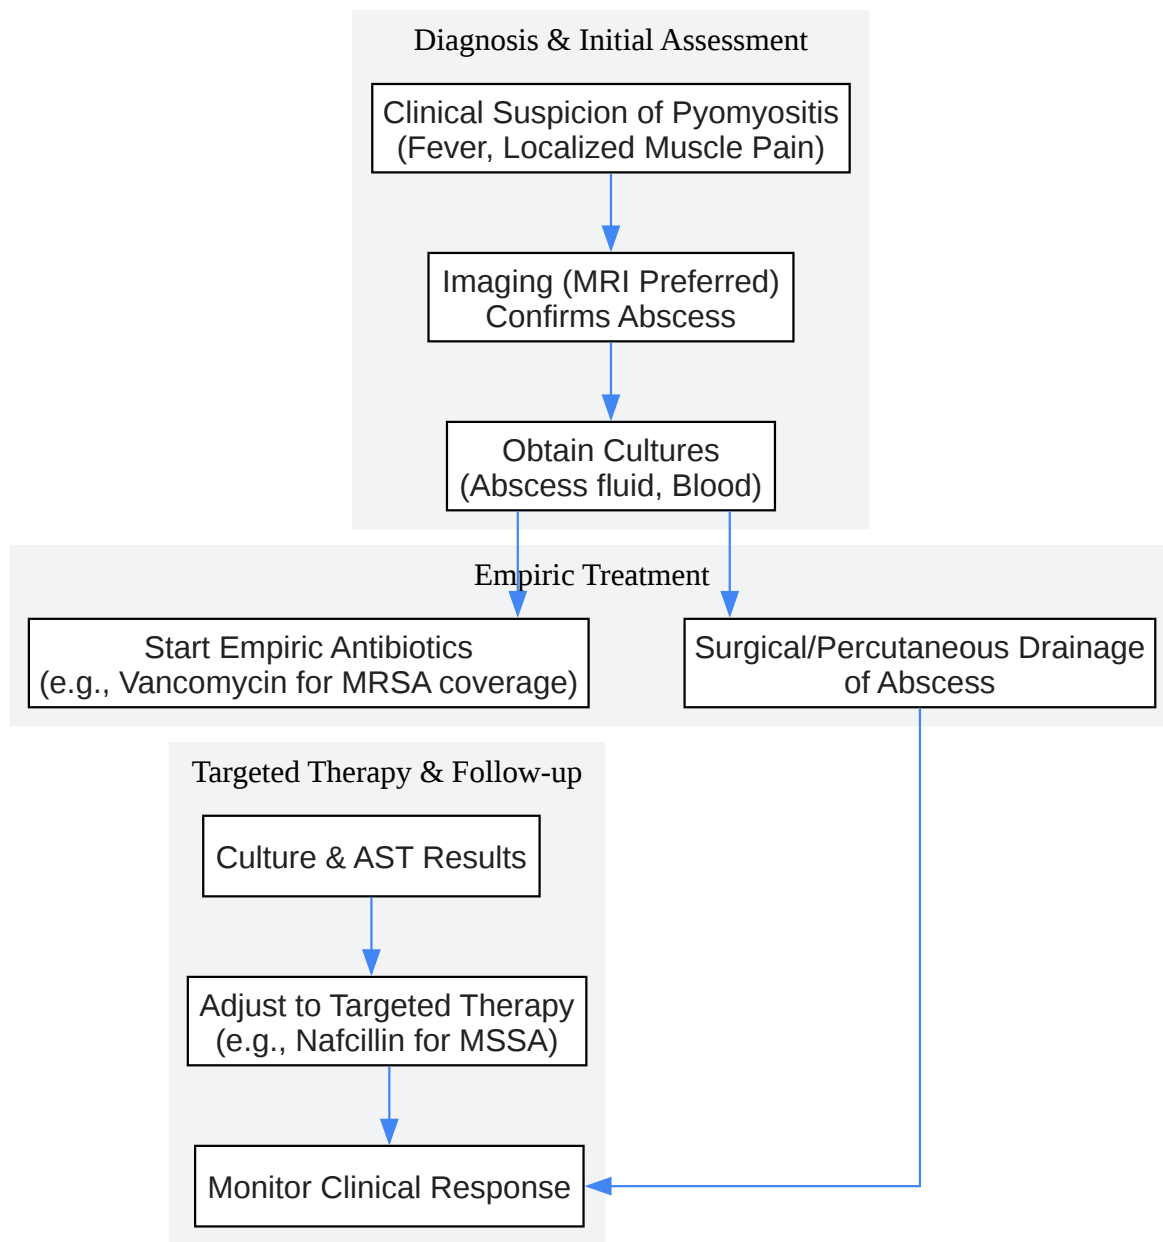 Diagnosis & Initial Assessment
Clinical Suspicion of Pyomyositis
(Fever, Localized Muscle Pain)
Imaging (MRI Preferred)
Confirms Abscess
Obtain Cultures
(Abscess fluid, Blood)
Empiric Treatment
Start Empiric Antibiotics
(e.g., Vancomycin for MRSA coverage)
Surgical/Percutaneous Drainage
of Abscess
Targeted Therapy & Follow-up
Culture & AST Results
Adjust to Targeted Therapy
(e.g., Nafcillin for MSSA)
Monitor Clinical Response